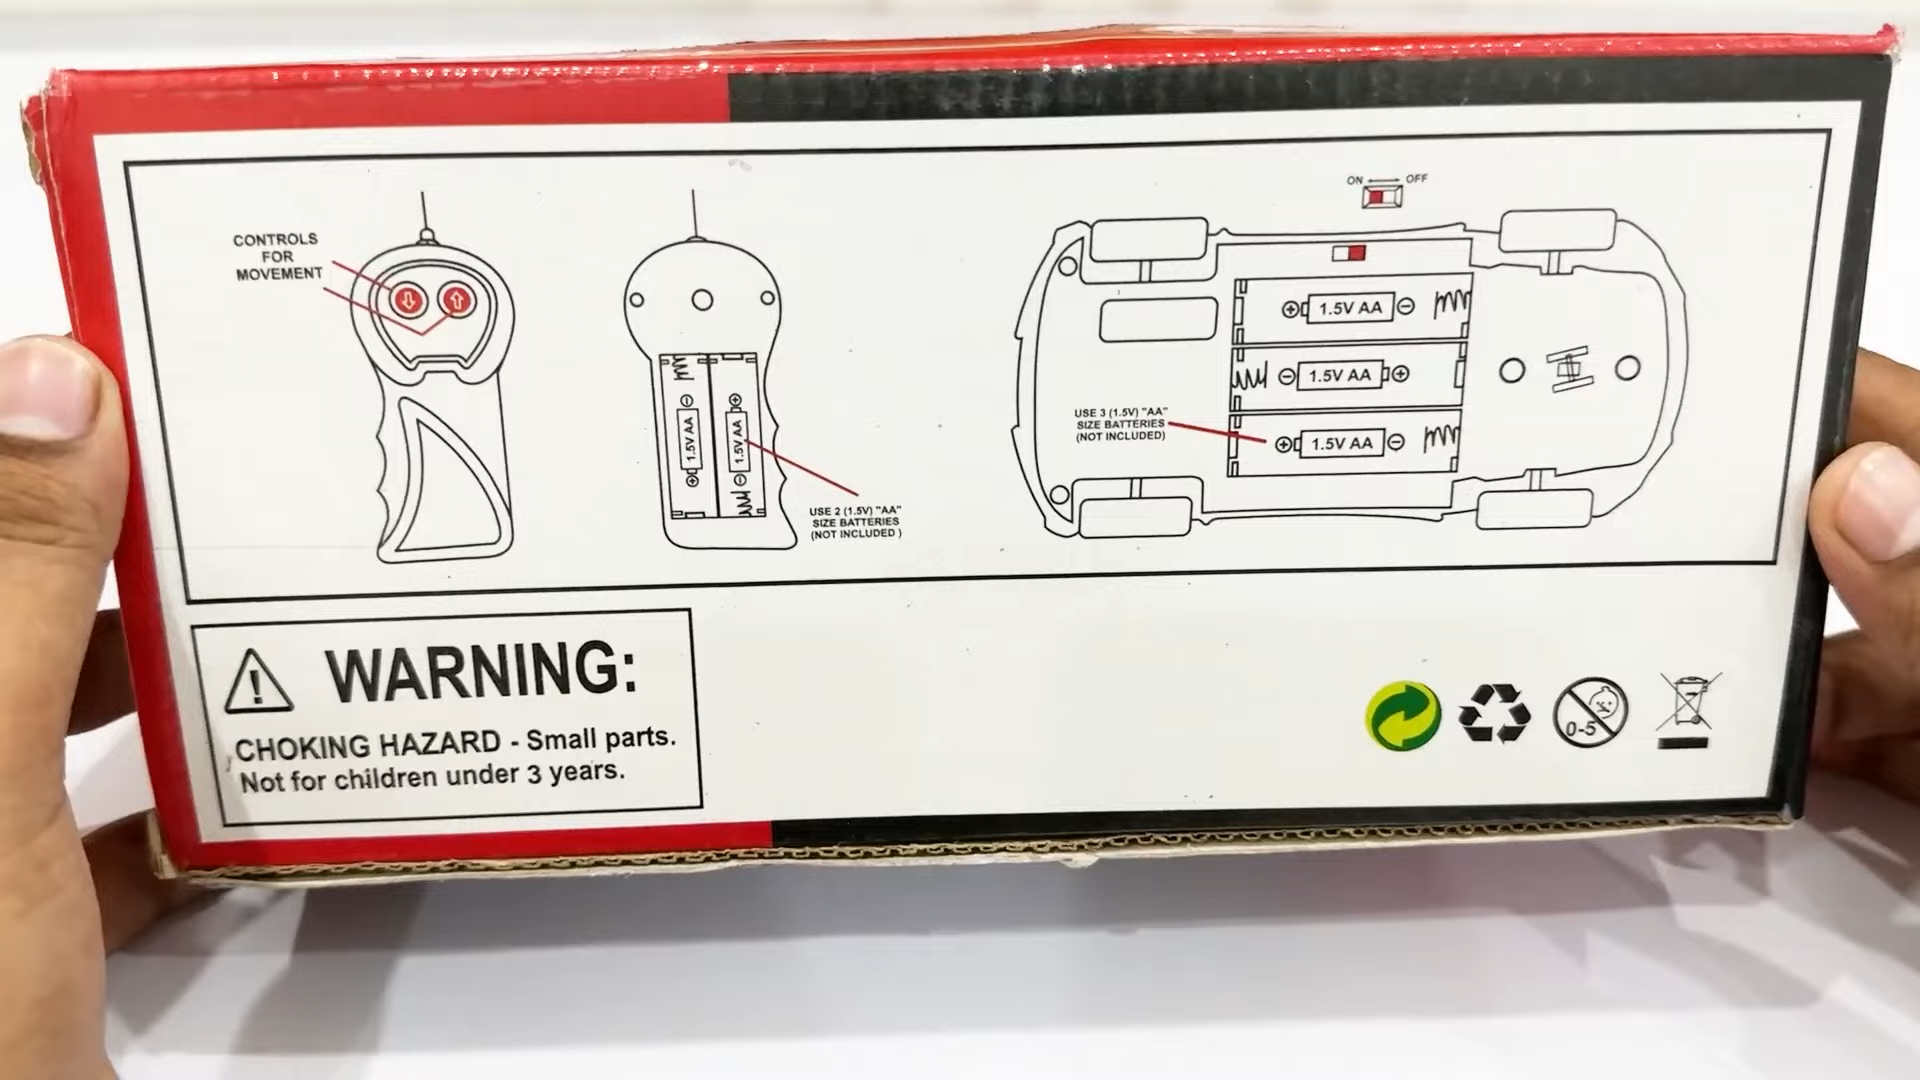 CONTROLS
FOR
MOVEMENT
1.5V AA
1.5V AA
USE 2 (1.5V) "AA"
SIZE BATTERIES
(NOT INCLUDED )
ON OFF
1.5V AA
1.5V AA
1.5V AA
USE 3 (1.5V) "AA"
SIZE BATTERIES
(NOT INCLUDED)
WARNING:
CHOKING HAZARD - Small parts.
Not for children under 3 years.
0-5